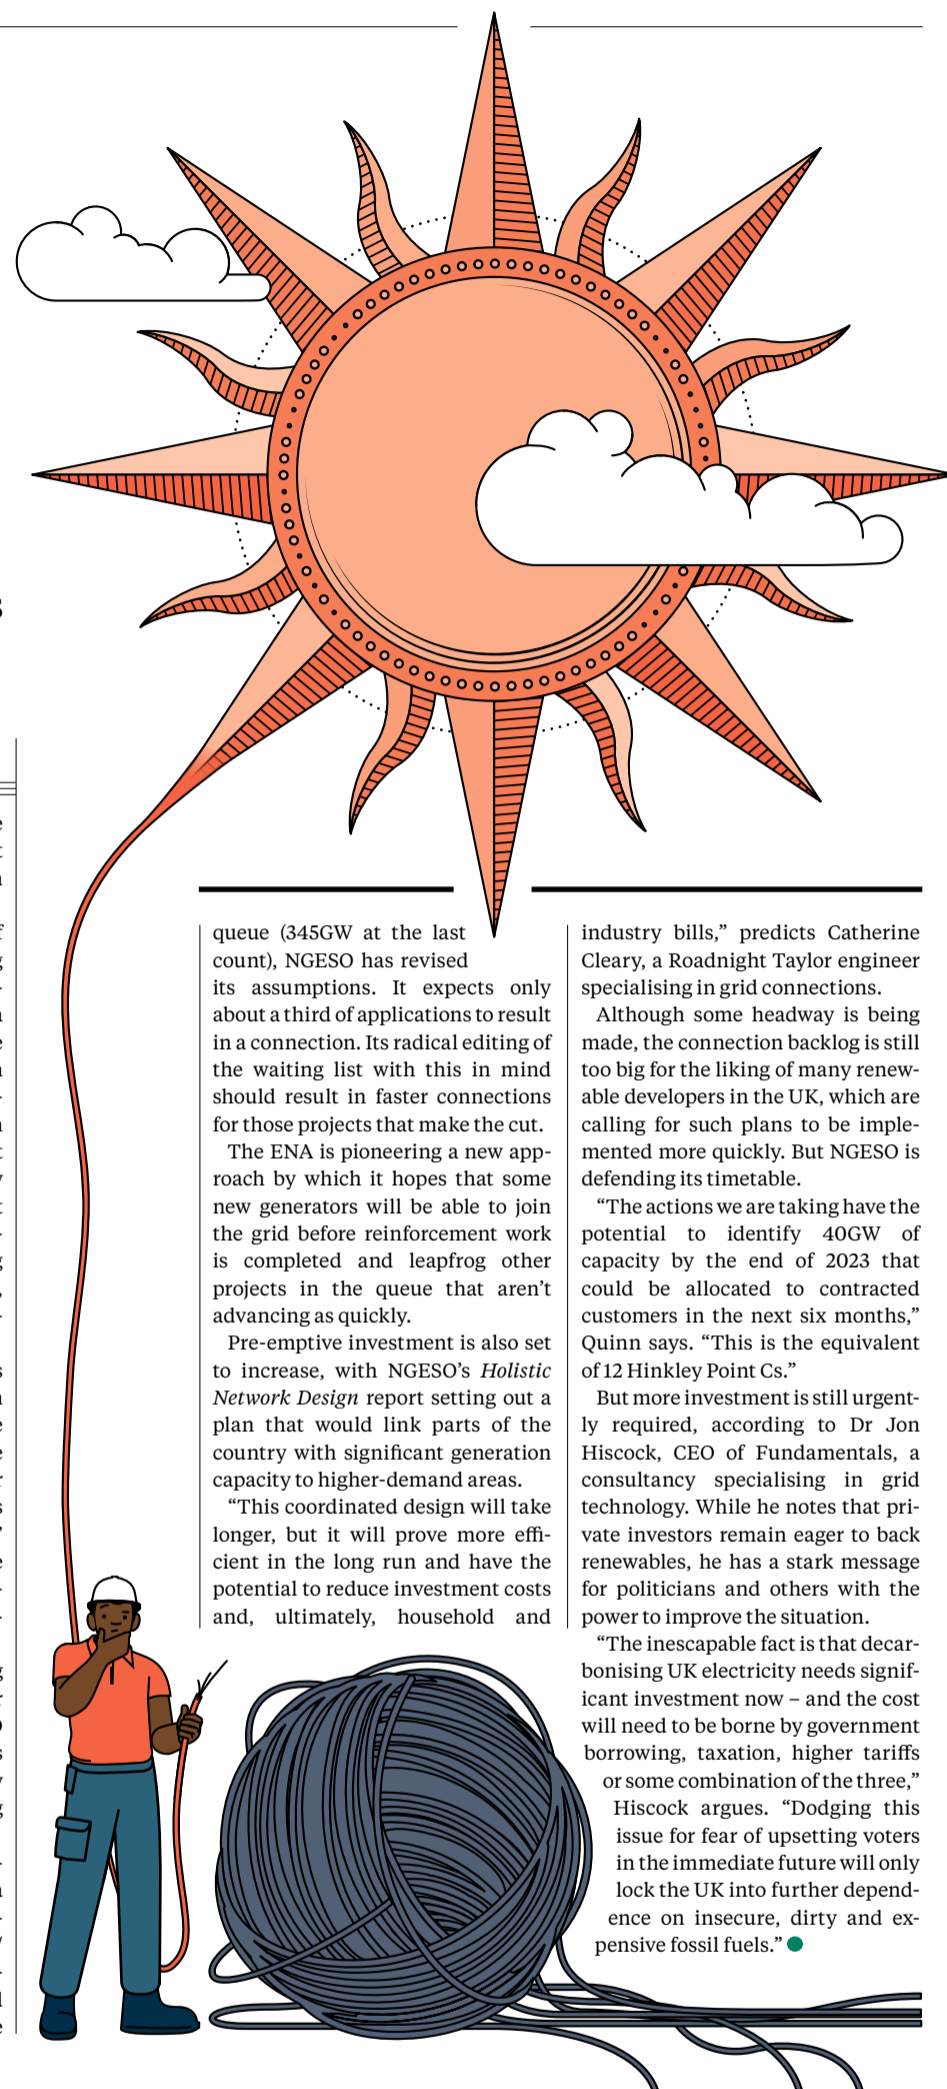 queue (345GW at the last
count), NGESO has revised
its assumptions. It expects only
about a third of applications to result
in a connection. Its radical editing of
the waiting list with this in mind
should result in faster connections
for those projects that make the cut.
The ENA is pioneering a new app-
roach by which it hopes that some
new generators will be able to join
the grid before reinforcement work
is completed and leapfrog other
projects in the queue that aren’t
advancing as quickly.
Pre-emptive investment is also set
to increase, with NGESO’s Holistic
Network Design report setting out a
plan that would link parts of the
country with significant generation
capacity to higher-demand areas.
“This coordinated design will take
longer, but it will prove more effi-
cient in the long run and have the
potential to reduce investment costs
and, ultimately, household and
industry bills,” predicts Catherine
Cleary, a Roadnight Taylor engineer
specialising in grid connections.
Although some headway is being
made, the connection backlog is still
too big for the liking of many renew-
able developers in the UK, which are
calling for such plans to be imple-
mented more quickly. But NGESO is
defending its timetable.
“The actions we are taking have the
potential to identify 40GW of
capacity by the end of 2023 that
could be allocated to contracted
customers in the next six months,”
Quinn says. “This is the equivalent
of 12 Hinkley Point Cs.”
But more investment is still urgent-
ly required, according to Dr Jon
Hiscock, CEO of Fundamentals, a
consultancy specialising in grid
technology. While he notes that pri-
vate investors remain eager to back
renewables, he has a stark message
for politicians and others with the
power to improve the situation.
“The inescapable fact is that decar-
bonising UK electricity needs signif-
icant investment now – and the cost
will need to be borne by government
borrowing, taxation, higher tariffs
or some combination of the three,”
Hiscock argues. “Dodging this
issue for fear of upsetting voters
in the immediate future will only
lock the UK into further depend-
ence on insecure, dirty and ex-
pensive fossil fuels.”